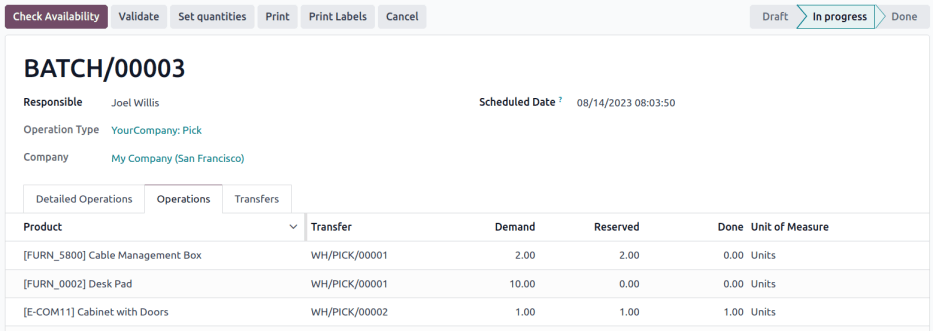 Check Availability Validate Set quantities Print Print Labels Cancel Draft In progress Done
BATCH/00003
Responsible Joel Willis Scheduled Date ? 08/14/2023 08:03:50
Operation Type YourCompany: Pick
Company My Company (San Francisco)
Detailed Operations Operations Transfers
Product Transfer Demand Reserved Done Unit of Measure
[FURN_5800] Cable Management Box WH/PICK/00001 2.00 2.00 0.00 Units
[FURN_0002] Desk Pad WH/PICK/00001 10.00 0.00 0.00 Units
[E-COM11] Cabinet with Doors WH/PICK/00002 1.00 1.00 1.00 Units